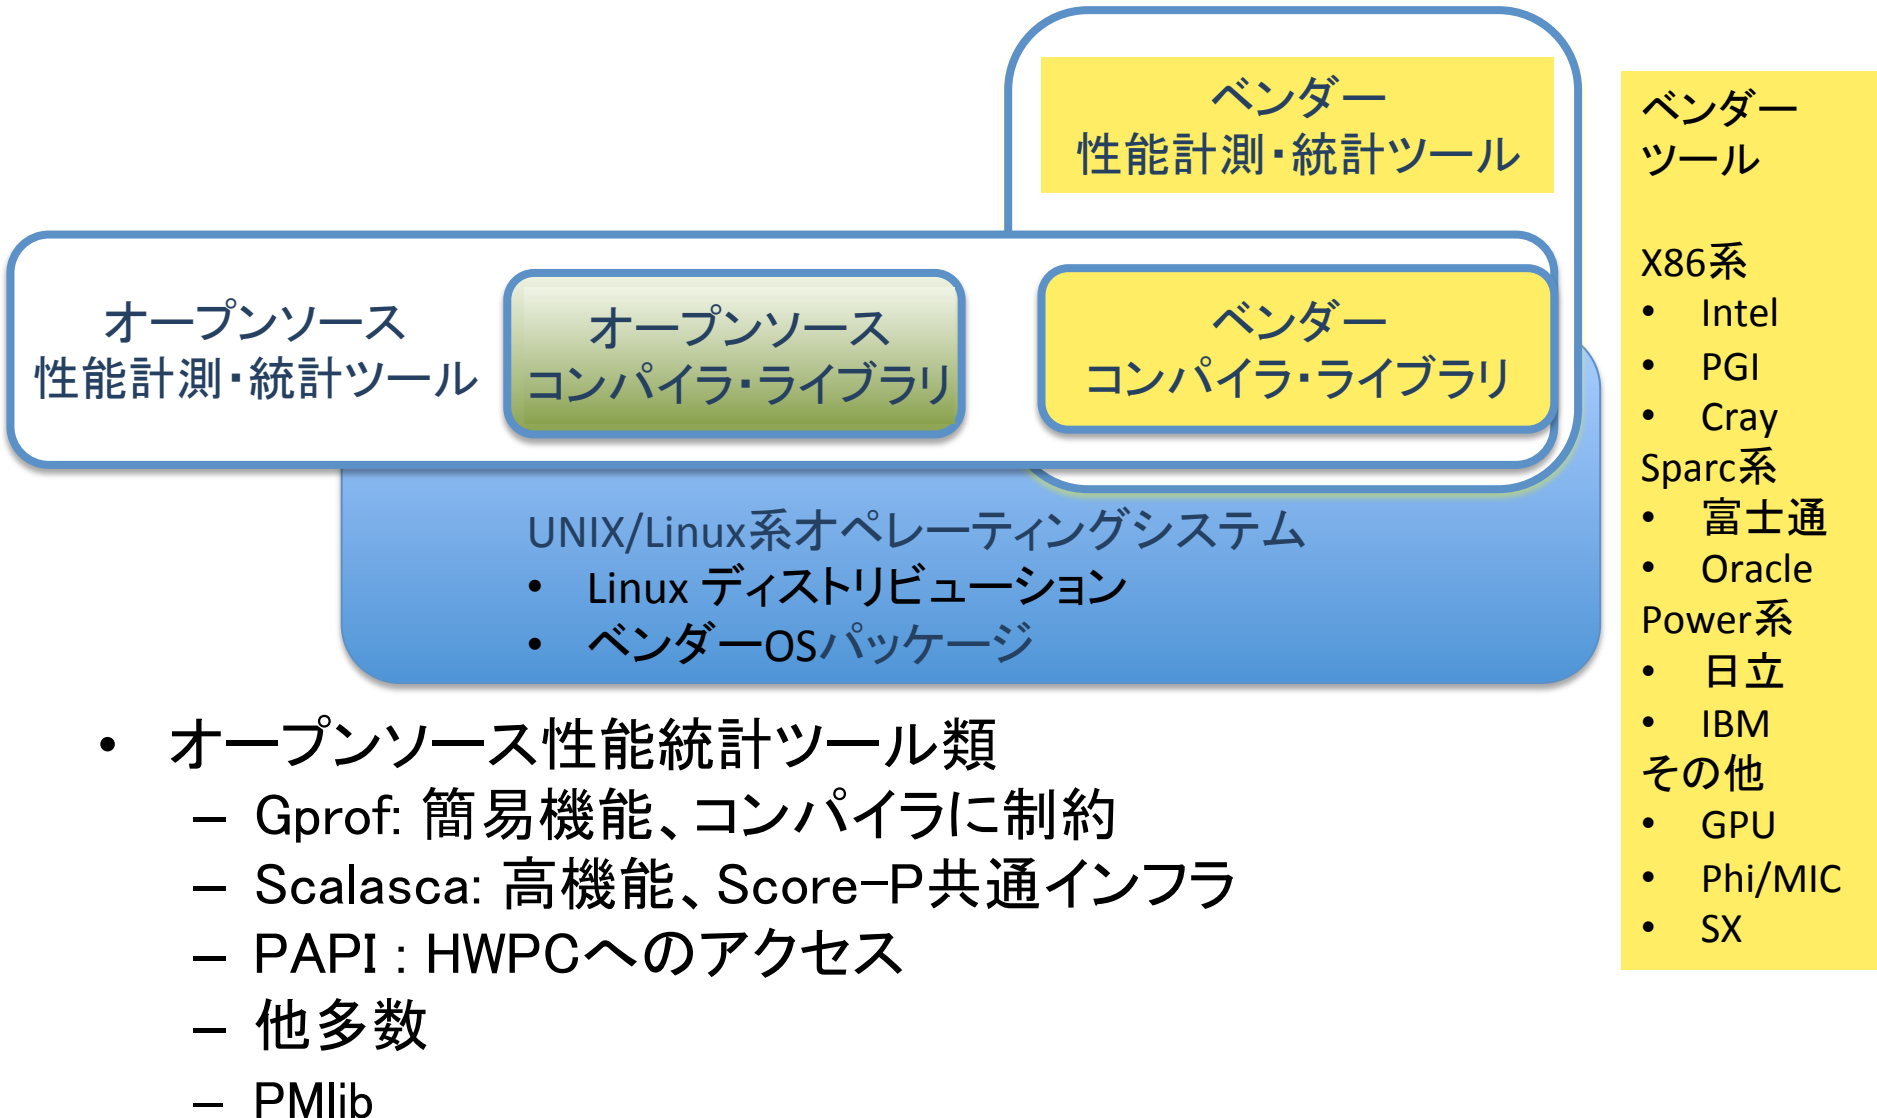 ベンダー
性能計測・統計ツール
オープンソース
性能計測・統計ツール
オープンソース
コンパイラ・ライブラリ
ベンダー
コンパイラ・ライブラリ
UNIX/Linux系オペレーティングシステム
• Linux ディストリビューション
• ベンダーOSパッケージ
ベンダー
ツール
X86系
• Intel
• PGI
• Cray
Sparc系
• 富士通
• Oracle
Power系
• 日立
• IBM
その他
• GPU
• Phi/MIC
• SX
• オープンソース性能統計ツール類
– Gprof: 簡易機能、コンパイラに制約
– Scalasca: 高機能、Score-P共通インフラ
– PAPI : HWPCへのアクセス
– 他多数
– PMlib